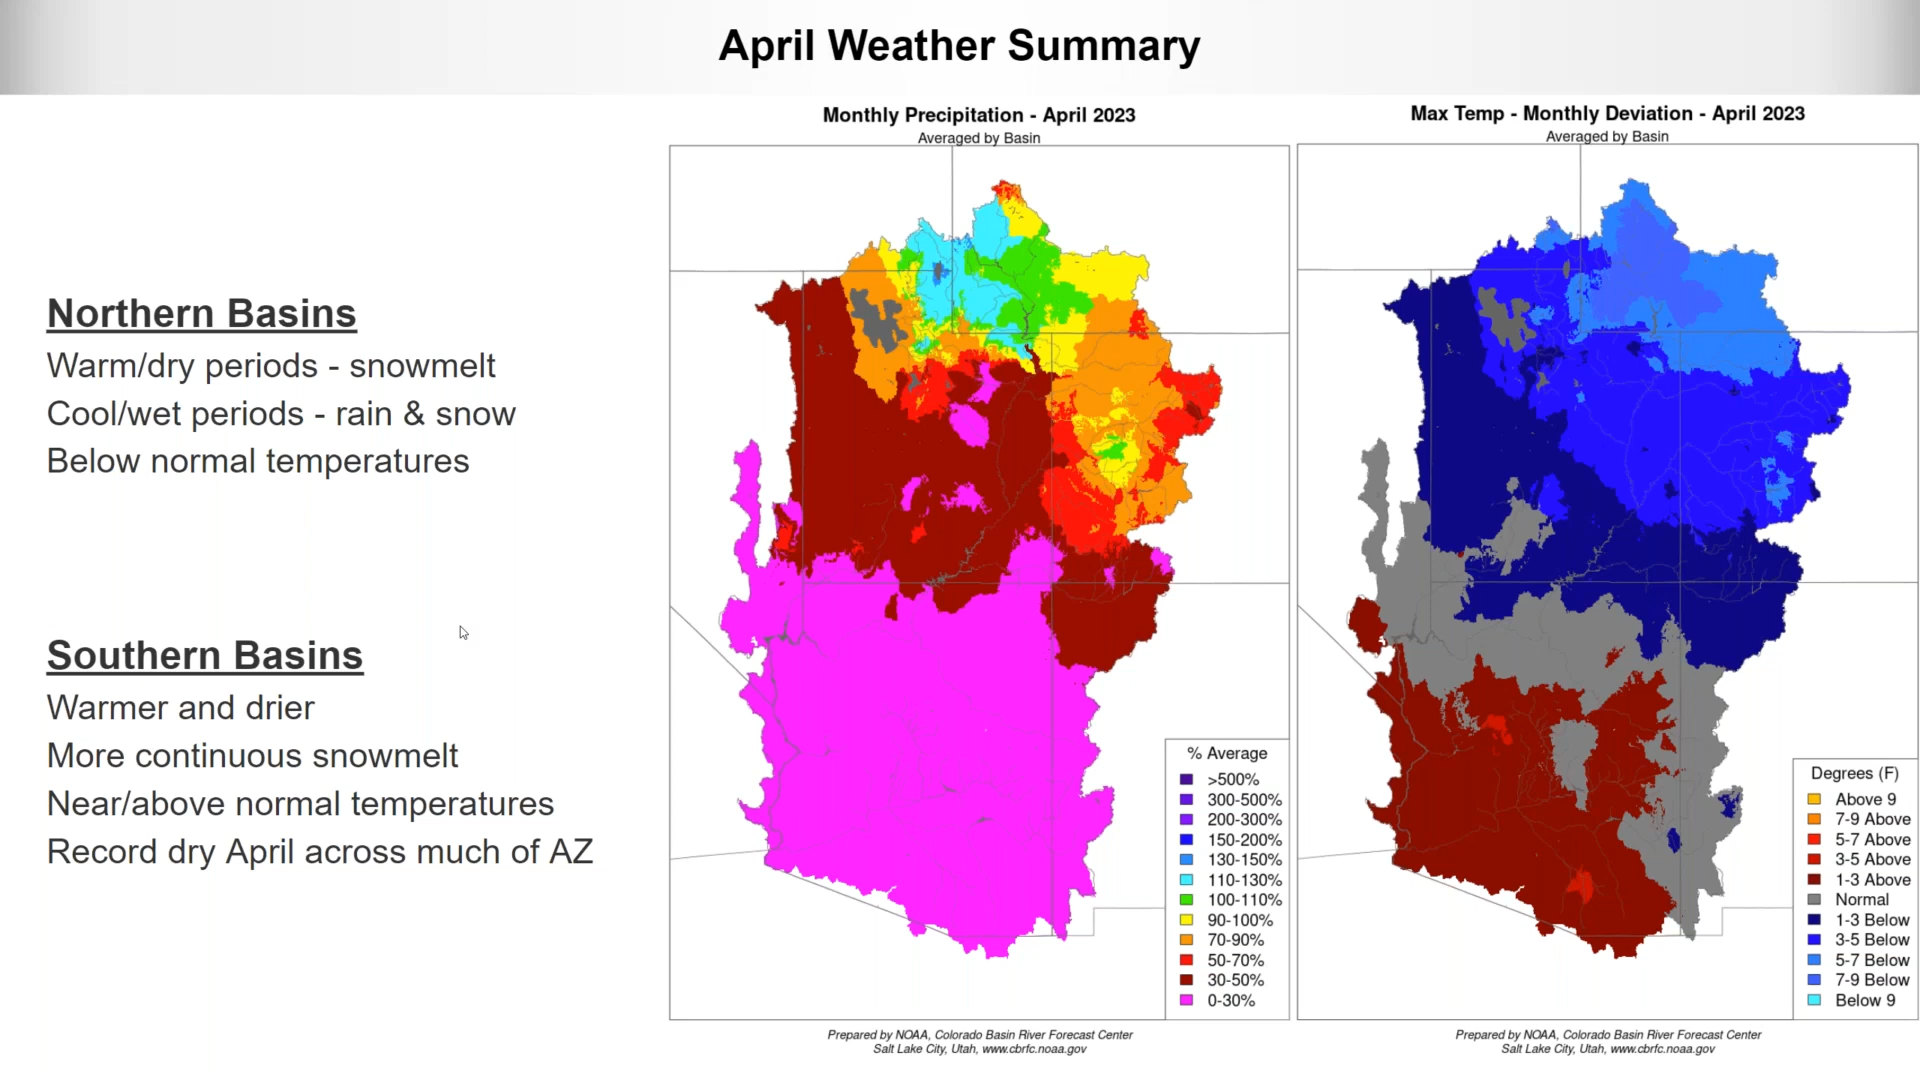 April Weather Summary
Northern Basins
Warm/dry periods - snowmelt
Cool/wet periods - rain & snow
Below normal temperatures
Southern Basins
Warmer and drier
More continuous snowmelt
Near/above normal temperatures
Record dry April across much of AZ
Monthly Precipitation - April 2023
Averaged by Basin
% Average
>500%
300-500%
200-300%
150-200%
130-150%
110-130%
100-110%
90-100%
70-90%
50-70%
30-50%
0-30%
Prepared by NOAA, Colorado Basin River Forecast Center
Salt Lake City, Utah, www.cbrfc.noaa.gov
Max Temp - Monthly Deviation - April 2023
Averaged by Basin
Degrees (F)
Above 9
7-9 Above
5-7 Above
3-5 Above
1-3 Above
Normal
1-3 Below
3-5 Below
5-7 Below
7-9 Below
Below 9
Prepared by NOAA, Colorado Basin River Forecast Center
Salt Lake City, Utah, www.cbrfc.noaa.gov